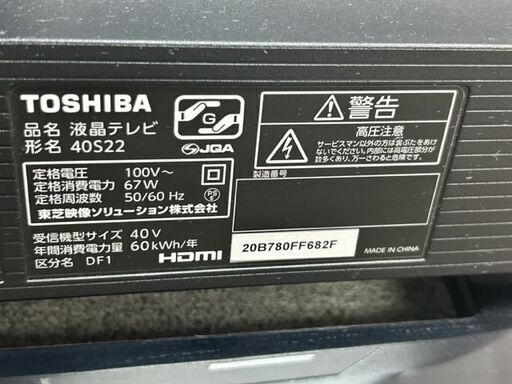 TOSHIBA
品名 液晶テレビ
形名 40S22
G
JQA
定格電圧 100V～
定格消費電力 67W
定格周波数 50/60 Hz
PS
E
東芝映像ソリューション株式会社
受信機型サイズ 40V
年間消費電力量 60kWh/年
区分名 DF1
HDMI
警告
高圧注意
サービスマン以外の方は裏ぶたをあけ
ないでください。内部には高電圧部分が
数多くあり、万一さわると危険です。
製造番号
20B780FF682F
MADE IN CHINA